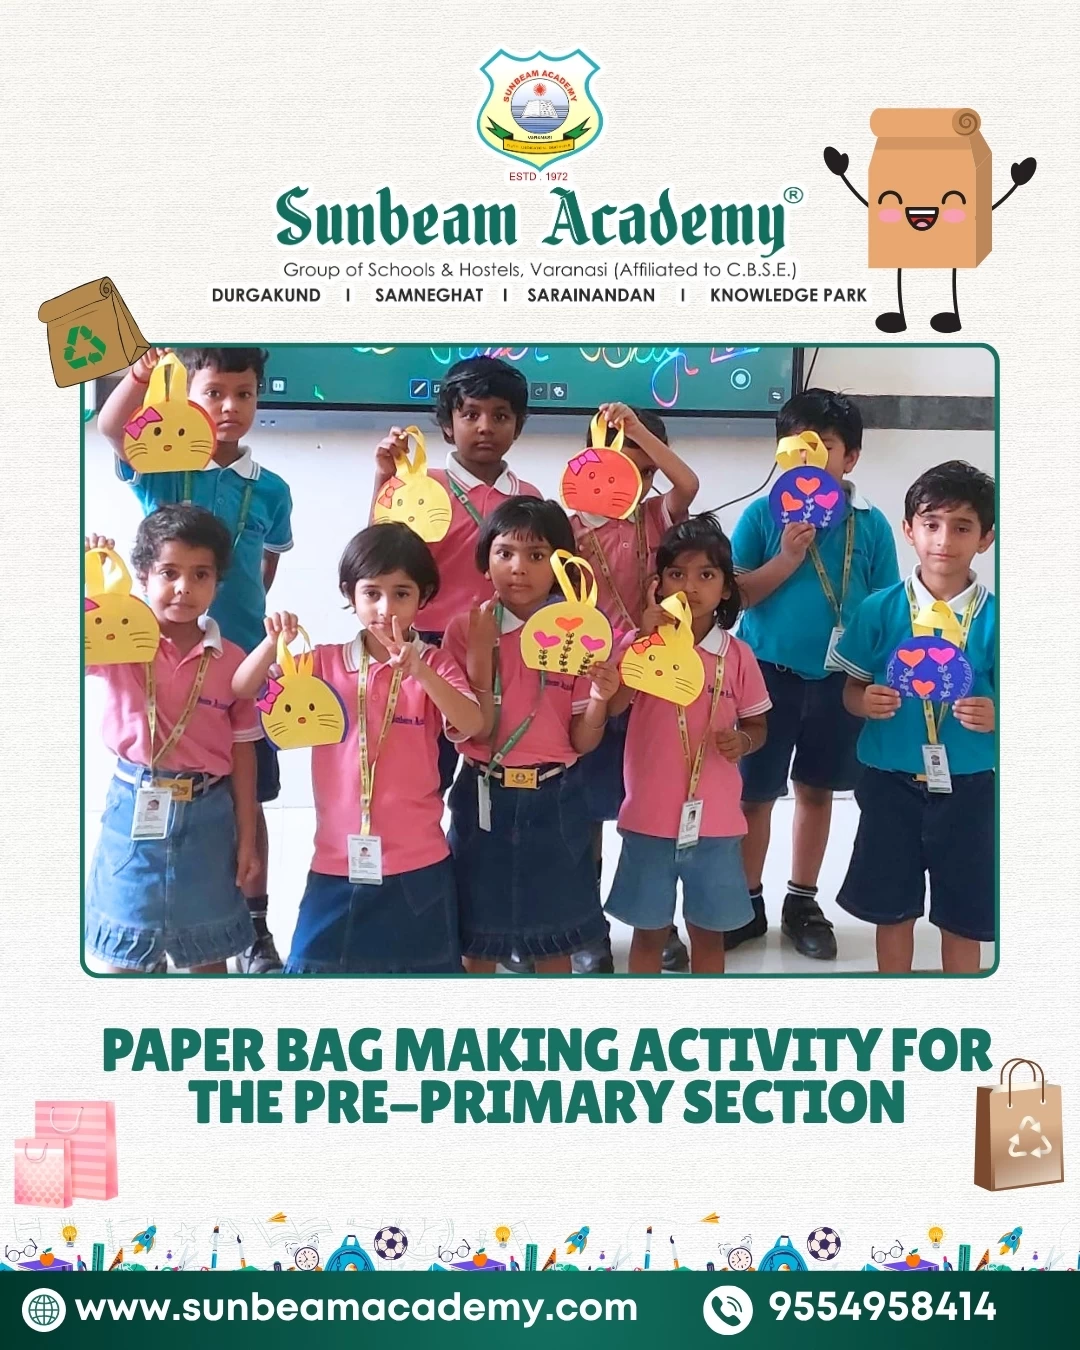 SUNBEAM ACADEMY
VARANASI
ESTD . 1972
Sunbeam Academy®
Group of Schools & Hostels, Varanasi (Affiliated to C.B.S.E.)
DURGAKUND I SAMNEGHAT I SARAINANDAN I KNOWLEDGE PARK
PAPER BAG MAKING ACTIVITY FOR
THE PRE-PRIMARY SECTION
www.sunbeamacademy.com 9554958414